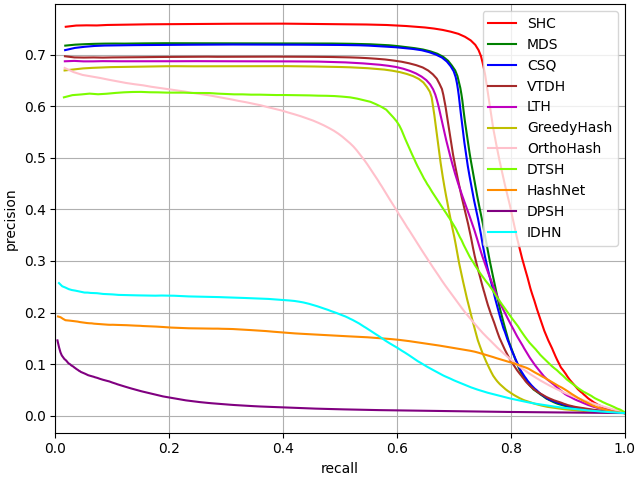 SHC
MDS
CSQ
VTDH
LTH
GreedyHash
OrthoHash
DTSH
HashNet
DPSH
IDHN
precision
0.7
0.6
0.5
0.4
0.3
0.2
0.1
0.0
0.0 0.2 0.4 0.6 0.8 1.0
recall